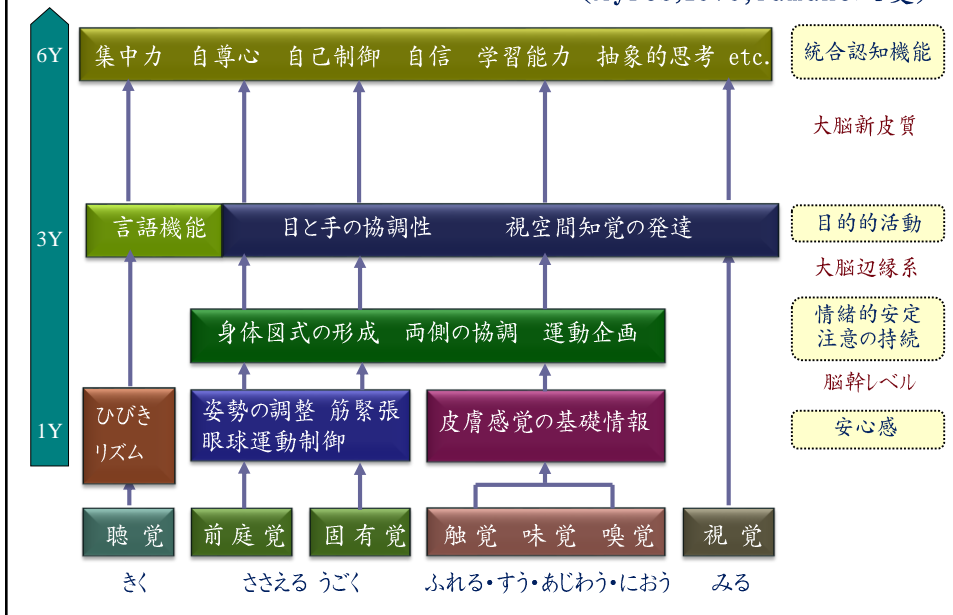 6Y
集中力 自尊心 自己制御 自信 学習能力 抽象的思考 etc.
統合認知機能
大脳新皮質
3Y
言語機能
目と手の協調性 視空間知覚の発達
目的的活動
大脳辺縁系
身体図式の形成 両側の協調 運動企画
情緒的安定
注意の持続
脳幹レベル
1Y
ひびき
リズム
姿勢の調整 筋緊張
眼球運動制御
皮膚感覚の基礎情報
安心感
聴覚
前庭覚
固有覚
触覚 味覚 嗅覚
視覚
きく
ささえる うごく
ふれる・すう・あじわう・におう
みる